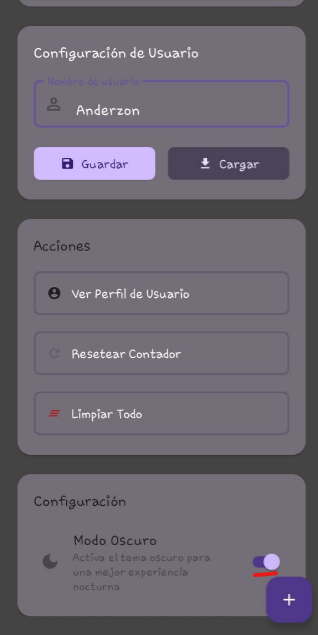 Configuración de Usuario
Nombre de usuario
Anderzon
Guardar
Cargar
Acciones
Ver Perfil de Usuario
Resetear Contador
Limpiar Todo
Configuración
Modo Oscuro
Activa el tema oscuro para
una mejor experiencia
nocturna
+